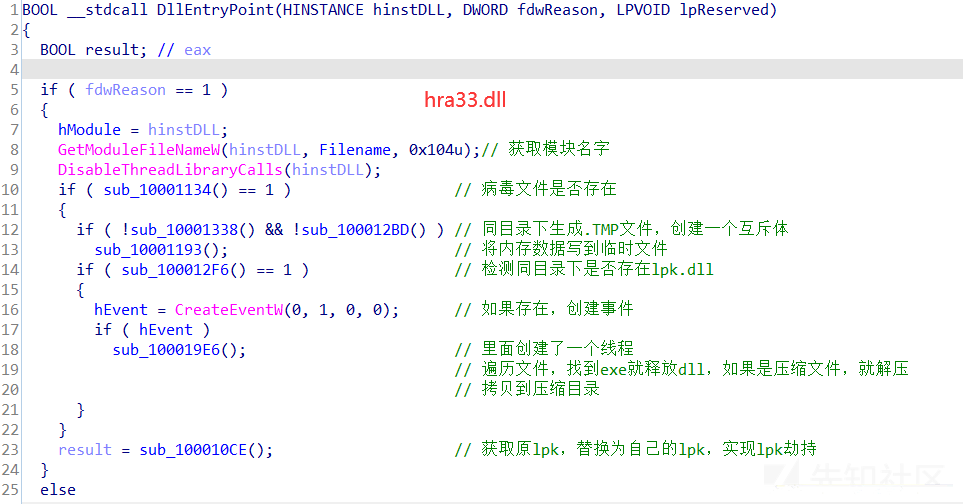 1 BOOL __stdcall DllEntryPoint(HINSTANCE hinstDLL, DWORD fdwReason, LPVOID lpReserved)
2 {
3 BOOL result; // eax
4
5 if ( fdwReason == 1 )
hra33.dll
6 {
7 hModule = hinstDLL;
8 GetModuleFileNameW(hinstDLL, Filename, 0x104u);// 获取模块名字
9 DisableThreadLibraryCalls(hinstDLL);
10 if ( sub_10001134() == 1 ) // 病毒文件是否存在
11 {
12 if ( !sub_10001338() && !sub_100012BD() ) // 同目录下生成.TMP文件，创建一个互斥体
13 sub_10001193(); // 将内存数据写到临时文件
14 if ( sub_100012F6() == 1 ) // 检测同目录下是否存在lpk.dll
15 {
16 hEvent = CreateEventW(0, 1, 0, 0); // 如果存在，创建事件
17 if ( hEvent )
18 sub_100019E6(); // 里面创建了一个线程
19 // 遍历文件，找到exe就释放dll，如果是压缩文件，就解压
20 // 拷贝到压缩目录
21 }
22 }
23 result = sub_100010CE(); // 获取原lpk，替换为自己的lpk，实现lpk劫持
24 }
25 else
先知社区